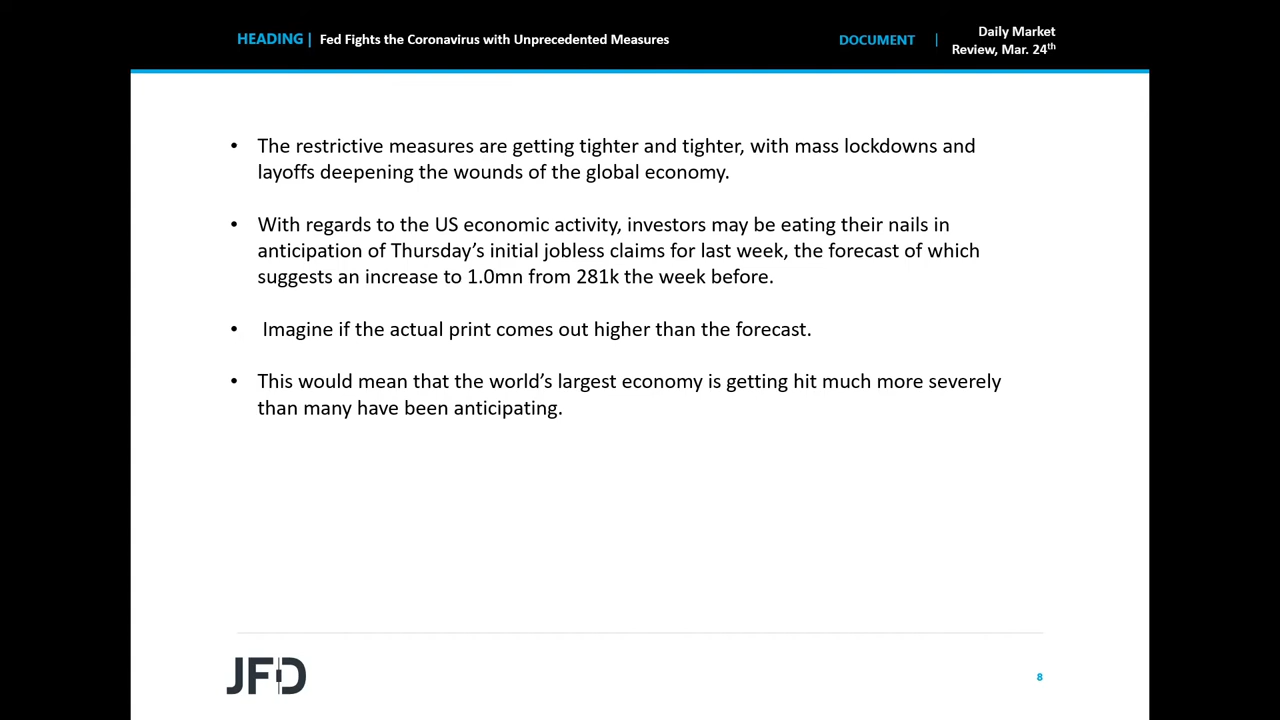 HEADING | Fed Fights the Coronavirus with Unprecedented Measures
DOCUMENT | Daily Market
Review, Mar. 24th
• The restrictive measures are getting tighter and tighter, with mass lockdowns and
layoffs deepening the wounds of the global economy.
• With regards to the US economic activity, investors may be eating their nails in
anticipation of Thursday’s initial jobless claims for last week, the forecast of which
suggests an increase to 1.0mn from 281k the week before.
• Imagine if the actual print comes out higher than the forecast.
• This would mean that the world’s largest economy is getting hit much more severely
than many have been anticipating.
JFD
8